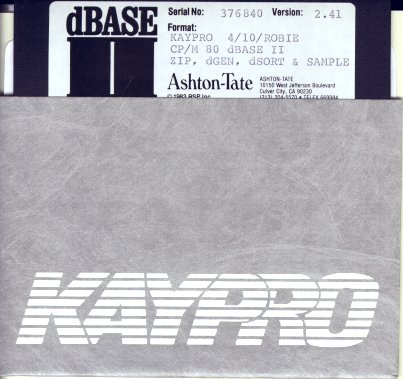 dBASE
II
Serial No: 376840 Version: 2.41
Format:
KAYPRO 4/10/ROBIE
CP/M 80 dBASE II
ZIP, dGEN, dSORT & SAMPLE
Ashton-Tate
ASHTON-TATE
10150 West Jefferson Boulevard
Culver City, CA 90230
(013) 204-5570 • TELEX 669984
© 1983 RSP Inc
KAYPRO